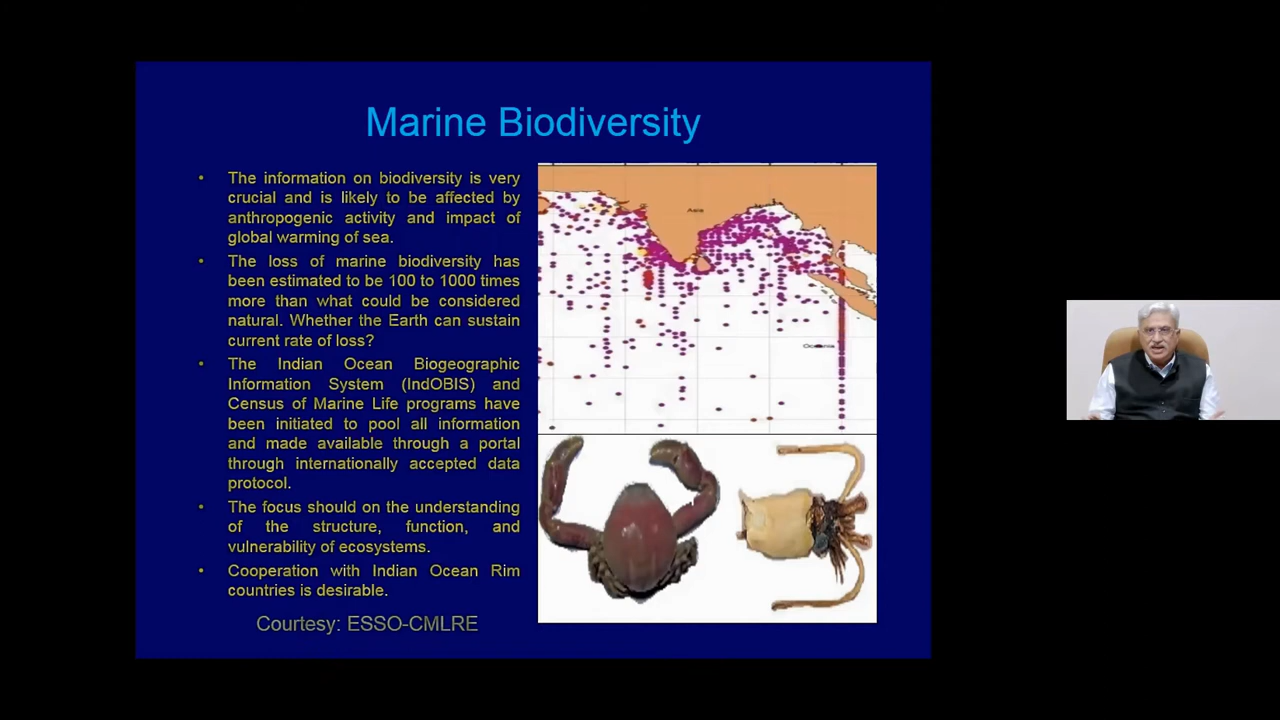 Marine Biodiversity
• The information on biodiversity is very
crucial and is likely to be affected by
anthropogenic activity and impact of
global warming of sea.
• The loss of marine biodiversity has
been estimated to be 100 to 1000 times
more than what could be considered
natural. Whether the Earth can sustain
current rate of loss?
• The Indian Ocean Biogeographic
Information System (IndOBIS) and
Census of Marine Life programs have
been initiated to pool all information
and made available through a portal
through internationally accepted data
protocol.
• The focus should on the understanding
of the structure, function, and
vulnerability of ecosystems.
• Cooperation with Indian Ocean Rim
countries is desirable.
Courtesy: ESSO-CMLRE
Asia
Oceania